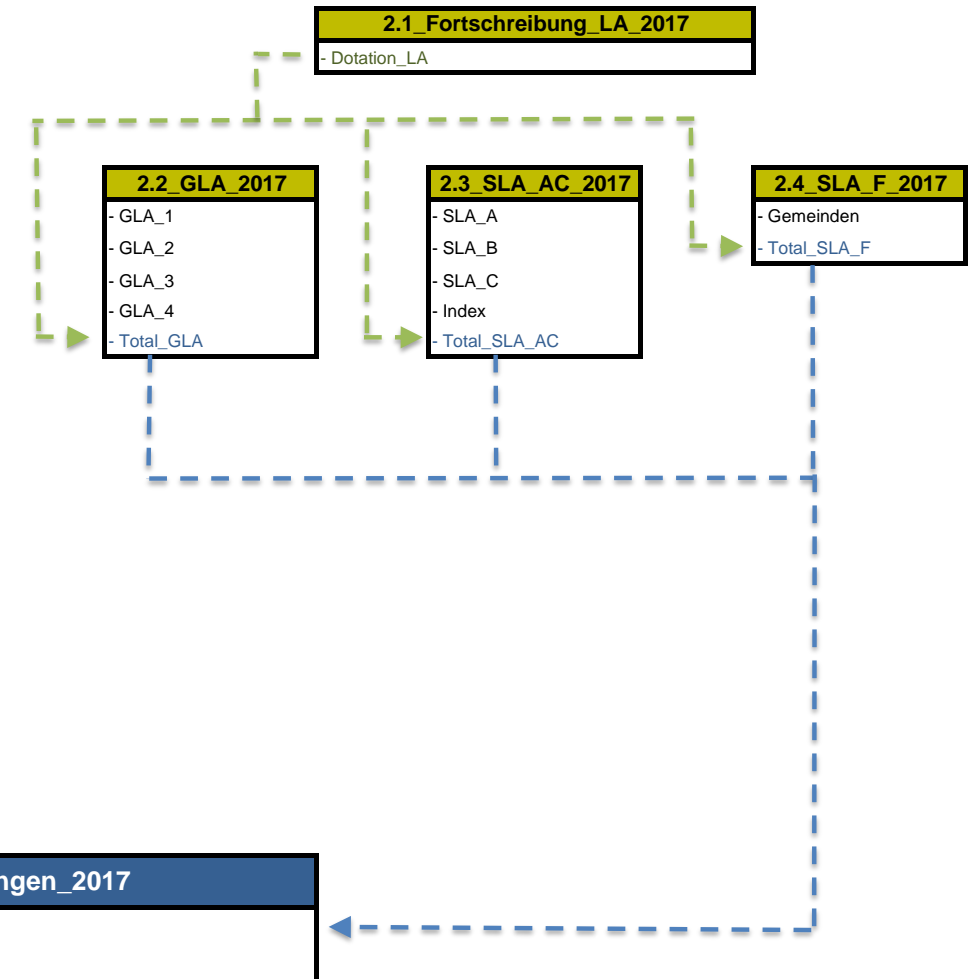 2.1_Fortschreibung_LA_2017
- Dotation_LA
2.2_GLA_2017
- GLA_1
- GLA_2
- GLA_3
- GLA_4
- Total_GLA
2.3_SLA_AC_2017
- SLA_A
- SLA_B
- SLA_C
- Index
- Total_SLA_AC
2.4_SLA_F_2017
- Gemeinden
- Total_SLA_F
ngen_2017